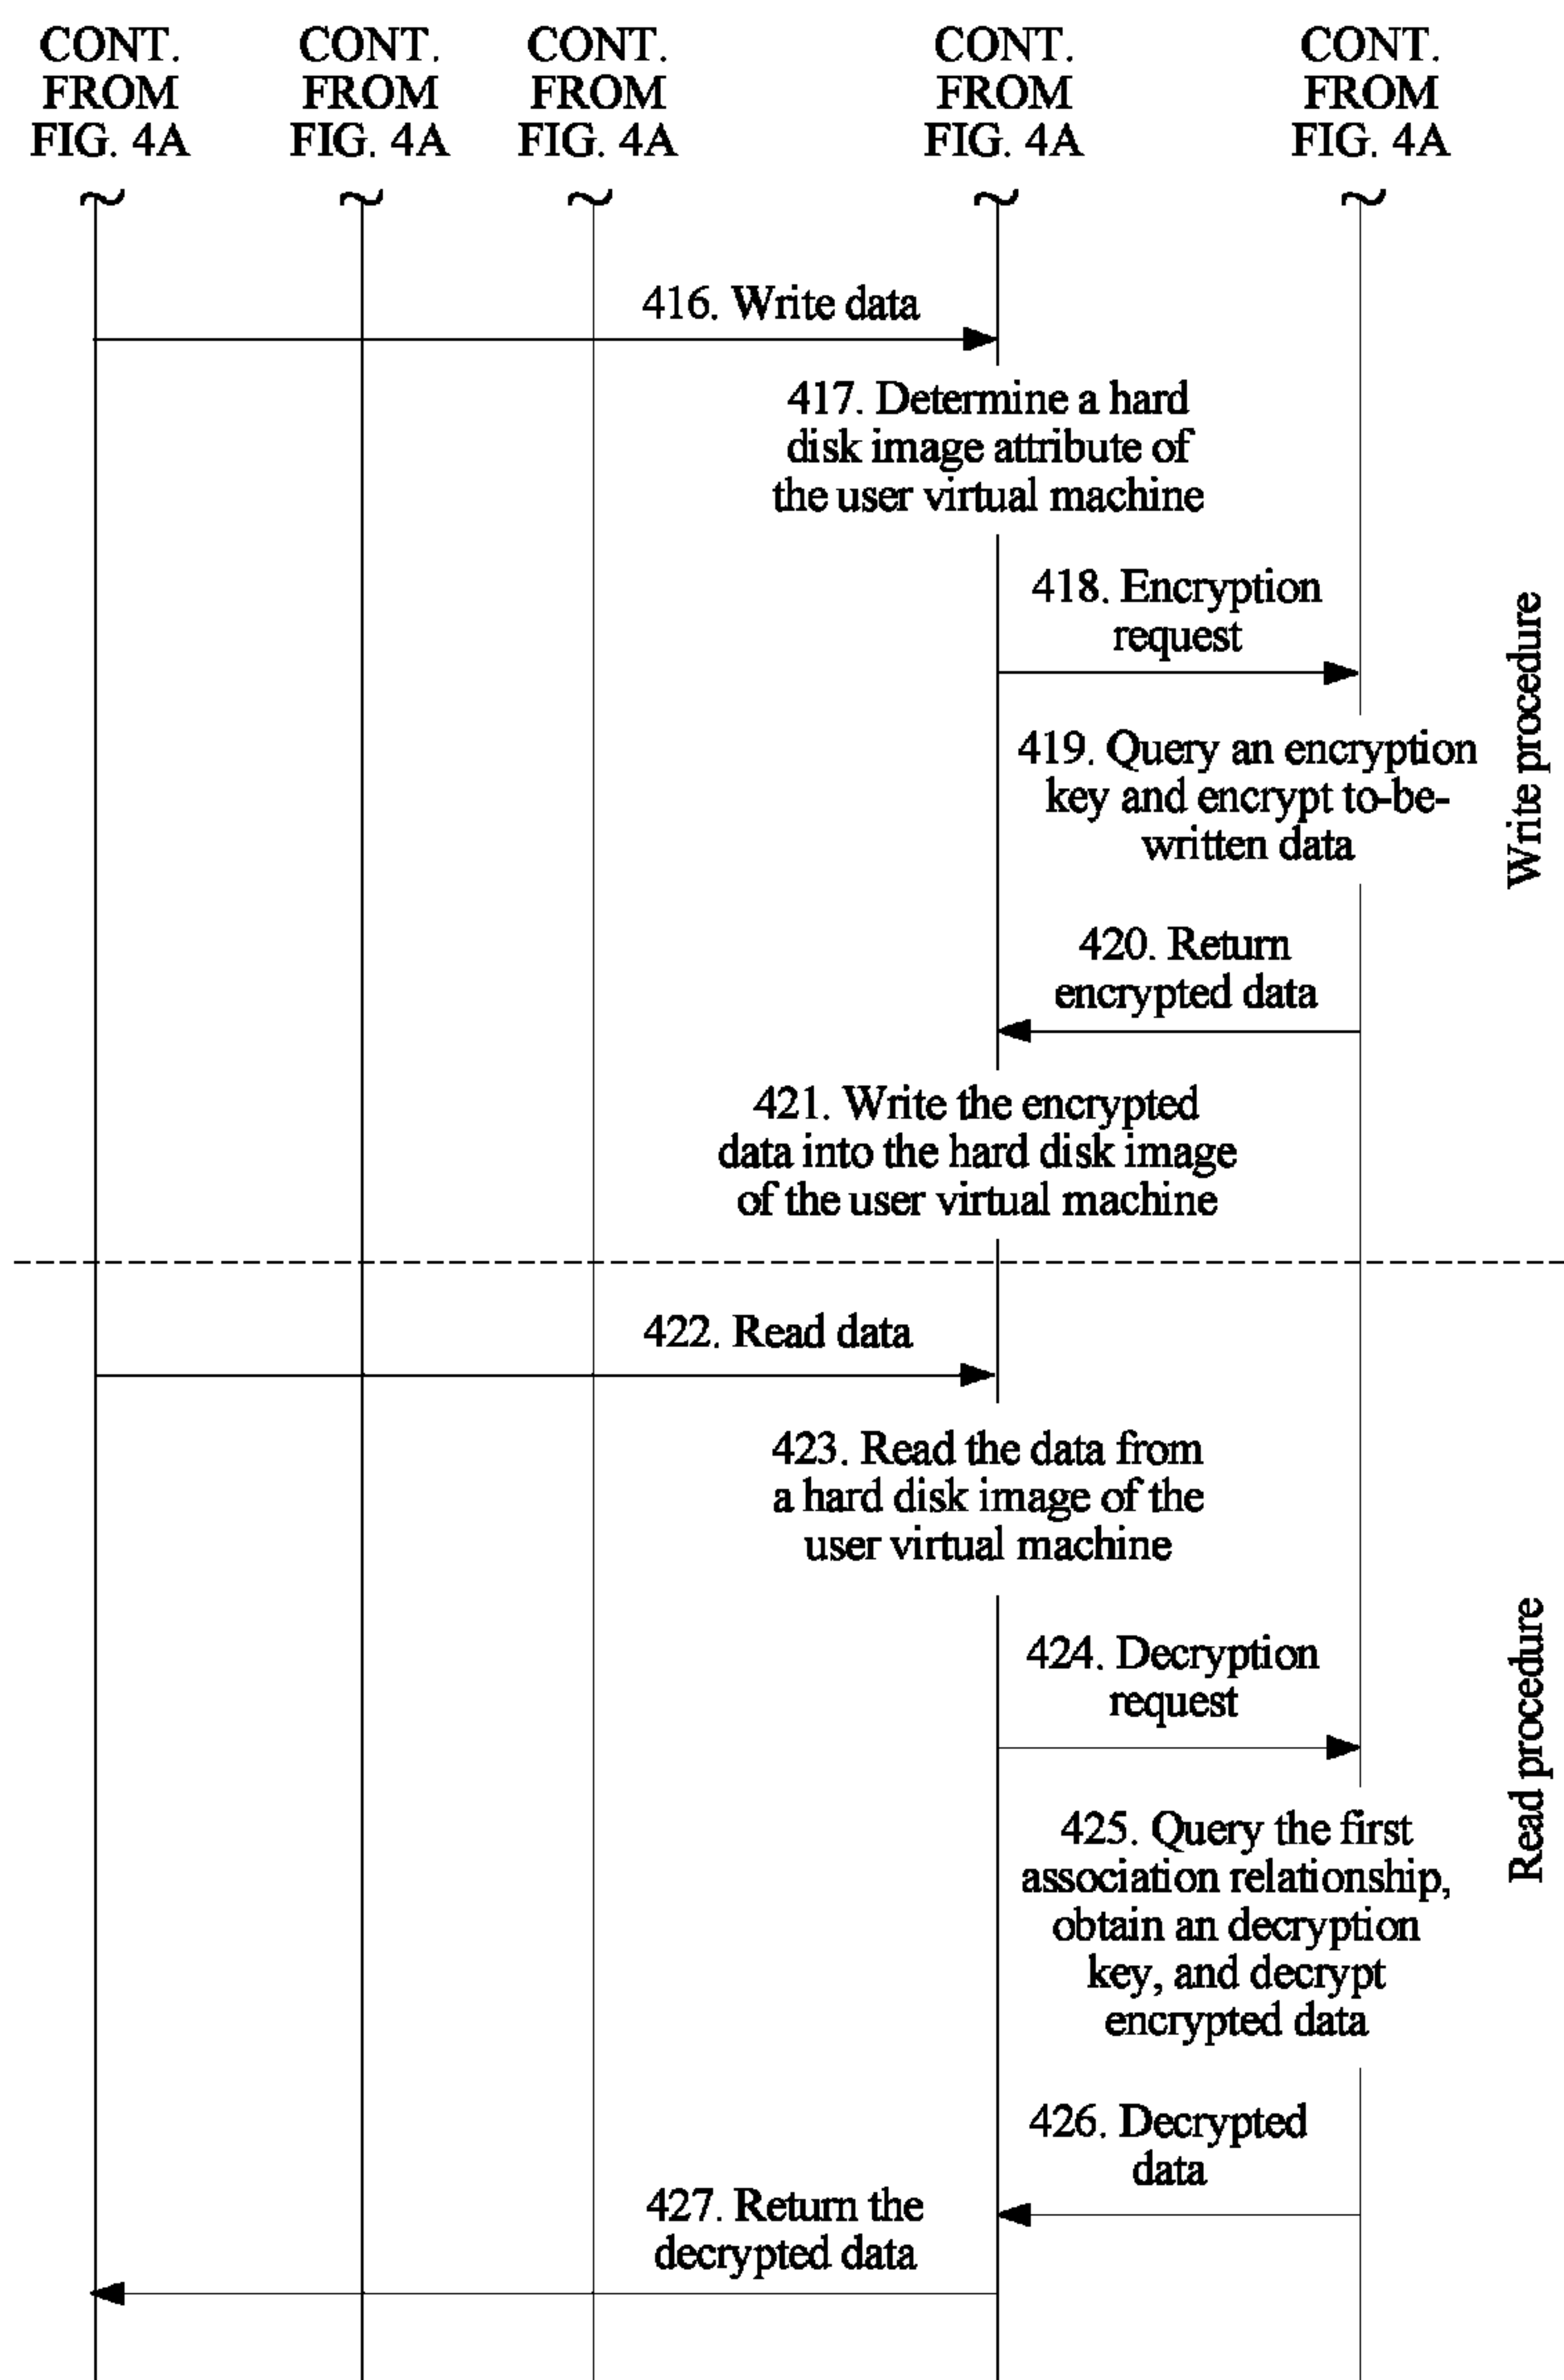 CONT.
FROM
FIG. 4A
CONT.
FROM
FIG. 4A
CONT.
FROM
FIG. 4A
CONT.
FROM
FIG. 4A
CONT.
FROM
FIG. 4A
416. Write data
417. Determine a hard
disk image attribute of
the user virtual machine
418. Encryption
request
419. Query an encryption
key and encrypt to-be-
written data
420. Return
encrypted data
421. Write the encrypted
data into the hard disk image
of the user virtual machine
Write procedure
422. Read data
423. Read the data from
a hard disk image of the
user virtual machine
424. Decryption
request
425. Query the first
association relationship,
obtain an decryption
key, and decrypt
encrypted data
426. Decrypted
data
427. Return the
decrypted data
Read procedure